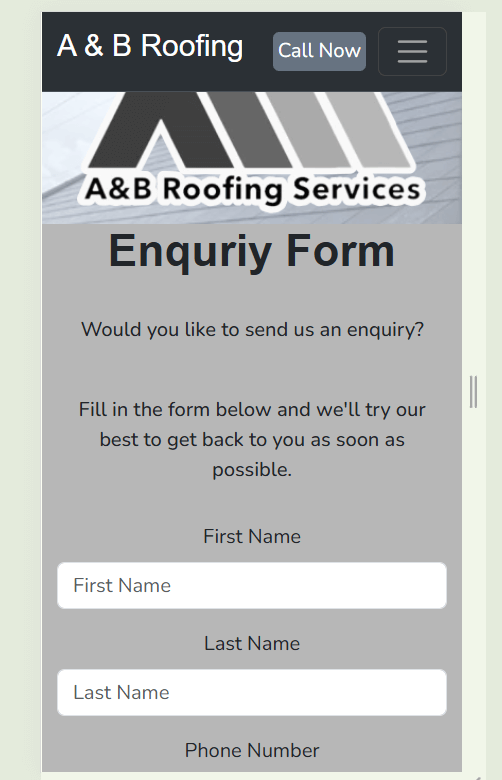 A & B Roofing
Call Now
A&B Roofing Services
Enquriy Form
Would you like to send us an enquiry?
Fill in the form below and we'll try our
best to get back to you as soon as
possible.
First Name
First Name
Last Name
Last Name
Phone Number